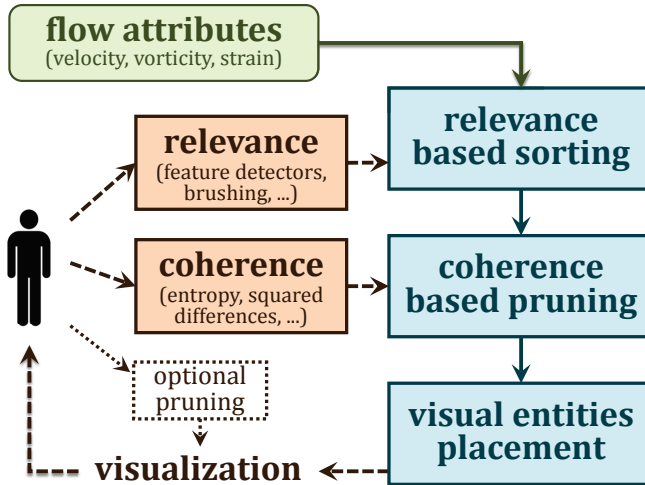 flow attributes
(velocity, vorticity, strain)
relevance
(feature detectors,
brushing, ...)
relevance
based sorting
coherence
(entropy, squared
differences, ...)
coherence
based pruning
optional
pruning
visual entities
placement
visualization